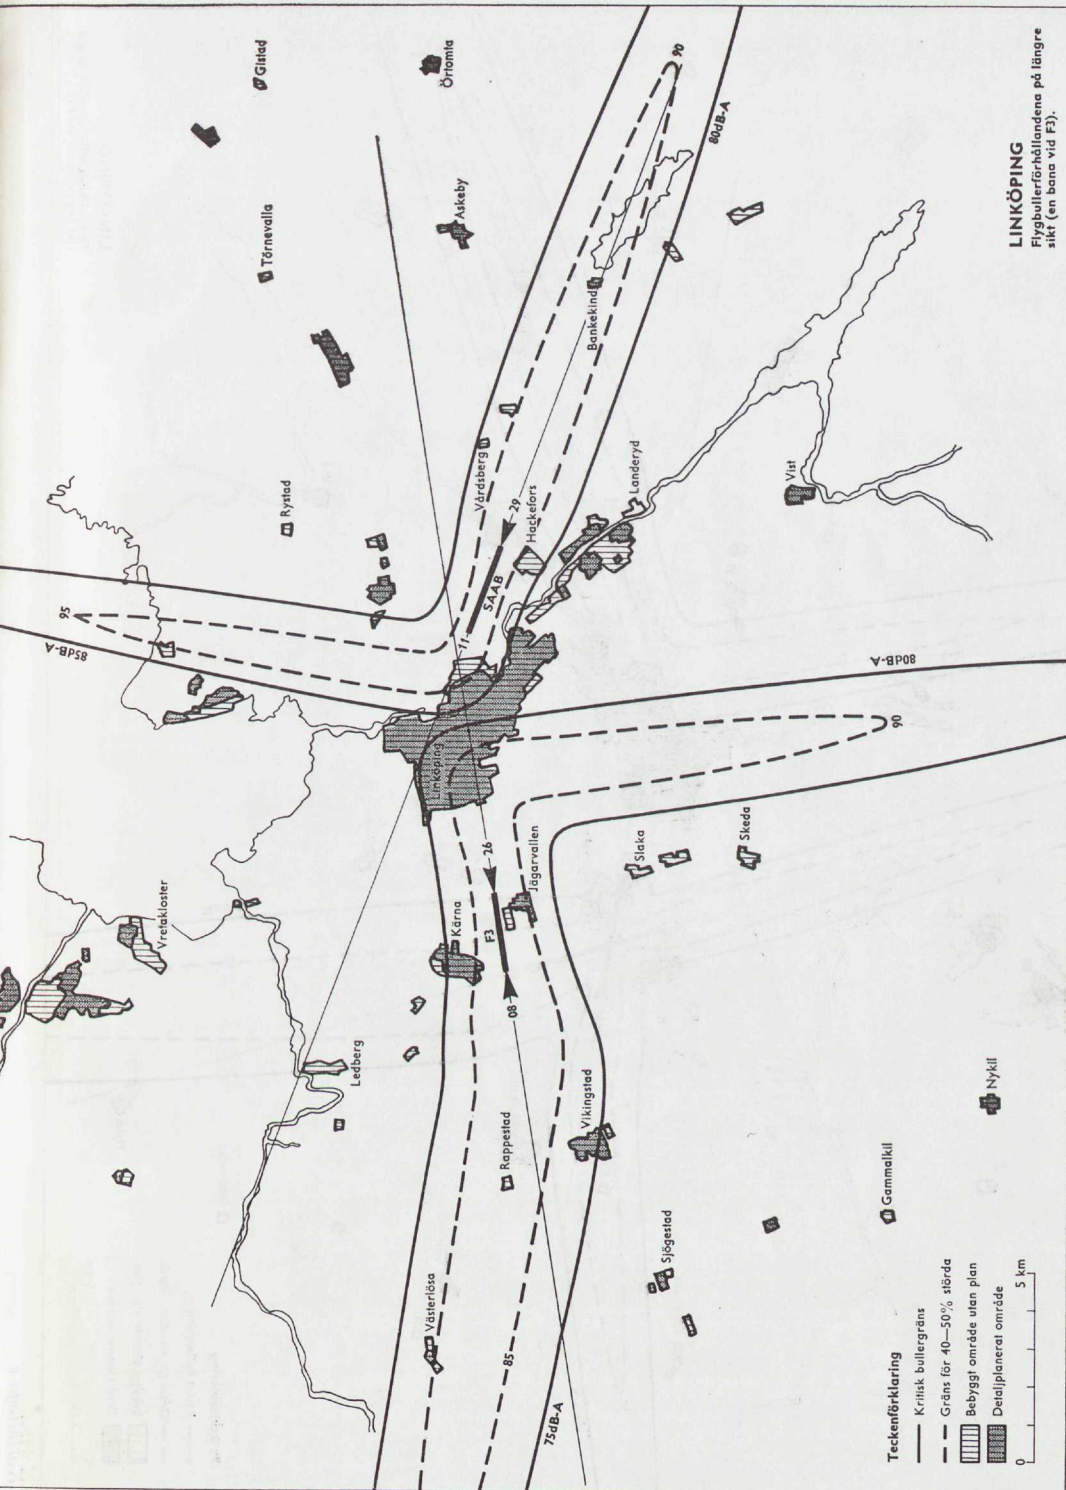 LINKÖPING
Flygbullerförhållandena på längre
sikt (en bana vid F3).
Gistad
Örtomta
Törnevalla
Askeby
Rystad
Vårdsberg
Bankekind
Hackefors
Landeryd
Vist
SAAB
11
29
95
85dB-A
90
80dB-A
Linköping
80dB-A
90
Vretakloster
Kärna
F3
26
08
Jägarvallen
Slaka
Skeda
Ledberg
Rappestad
Vikingstad
Västerlösa
Sjögestad
Gammalkil
Nykil
85
75dB-A
Teckenförklaring
Kritisk bullergräns
Gräns för 40—50% störda
Bebyggt område utan plan
Detaljplanerat område
0 5 km